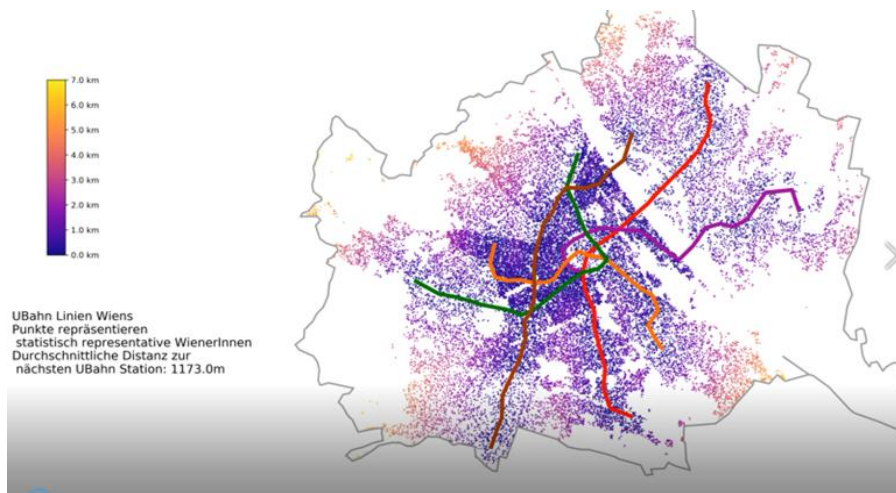 7.0 km
6.0 km
5.0 km
4.0 km
3.0 km
2.0 km
1.0 km
0.0 km
UBahn Linien Wiens
Punkte repräsentieren
statistisch representative WienerInnen
Durchschnittliche Distanz zur
nächsten UBahn Station: 1173.0m